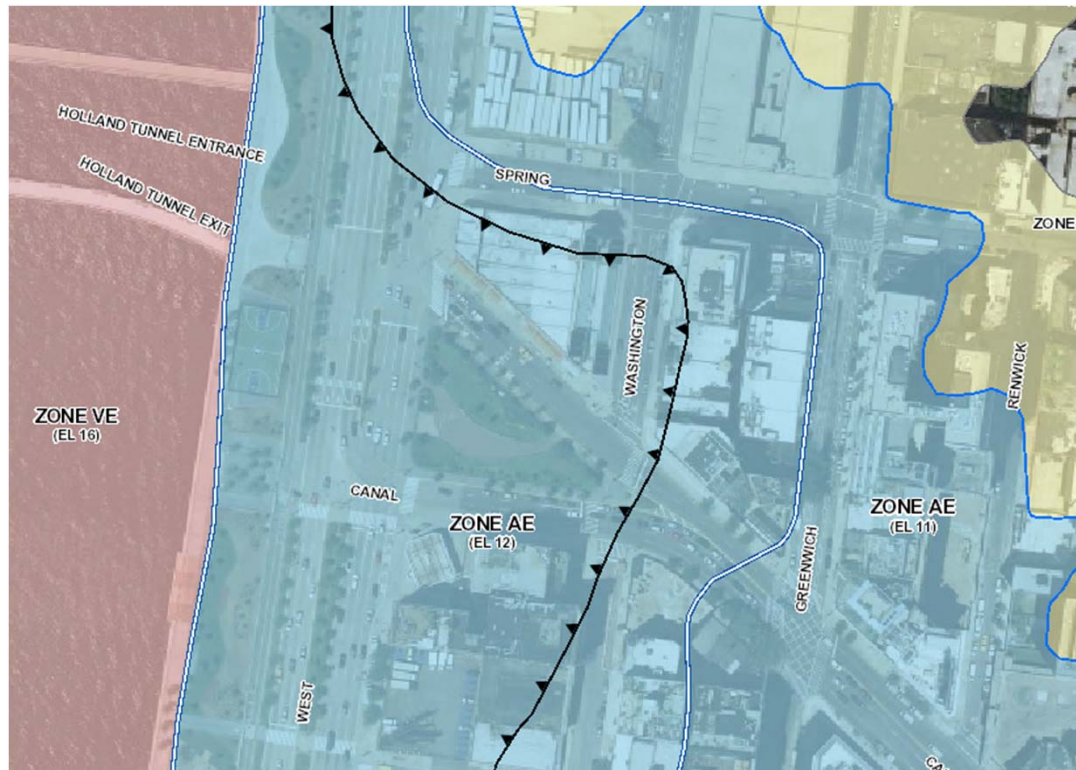 HOLLAND TUNNEL ENTRANCE
HOLLAND TUNNEL EXIT
SPRING
ZONE
WASHINGTON
RENWICK
ZONE VE
(EL 16)
CANAL
ZONE AE
(EL 12)
ZONE AE
(EL 11)
GREENWICH
WEST